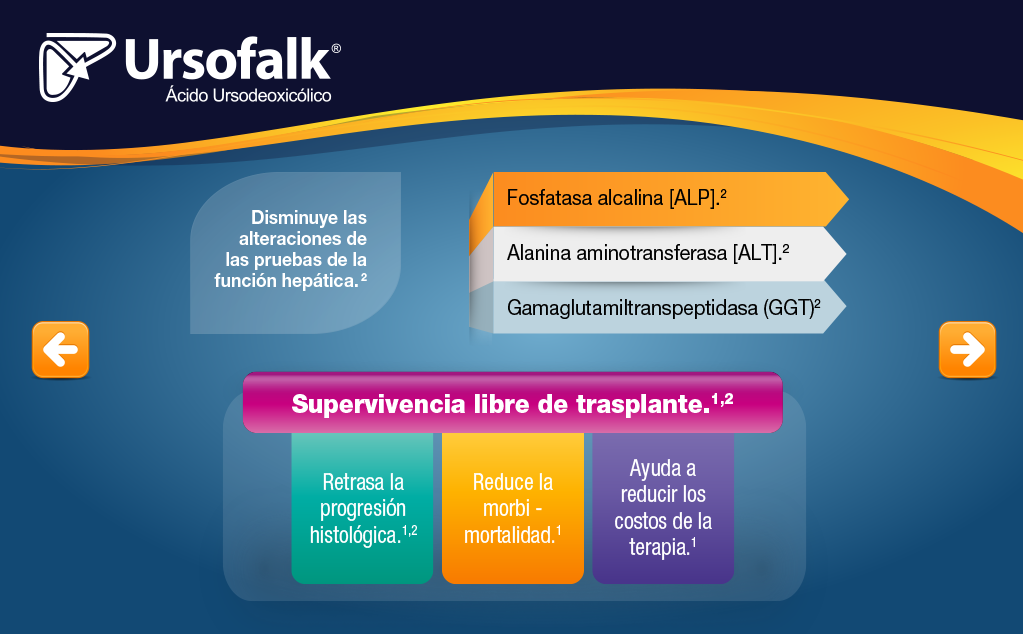 Ursofalk®
Ácido Ursodeoxicólico
Disminuye las
alteraciones de
las pruebas de la
función hepática.²
Fosfatasa alcalina [ALP].²
Alanina aminotransferasa [ALT].²
Gamaglutamiltranspeptidasa (GGT)²
Supervivencia libre de trasplante.¹,²
Retrasa la
progresión
histológica.¹,²
Reduce la
morbi -
mortalidad.¹
Ayuda a
reducir los
costos de la
terapia.¹